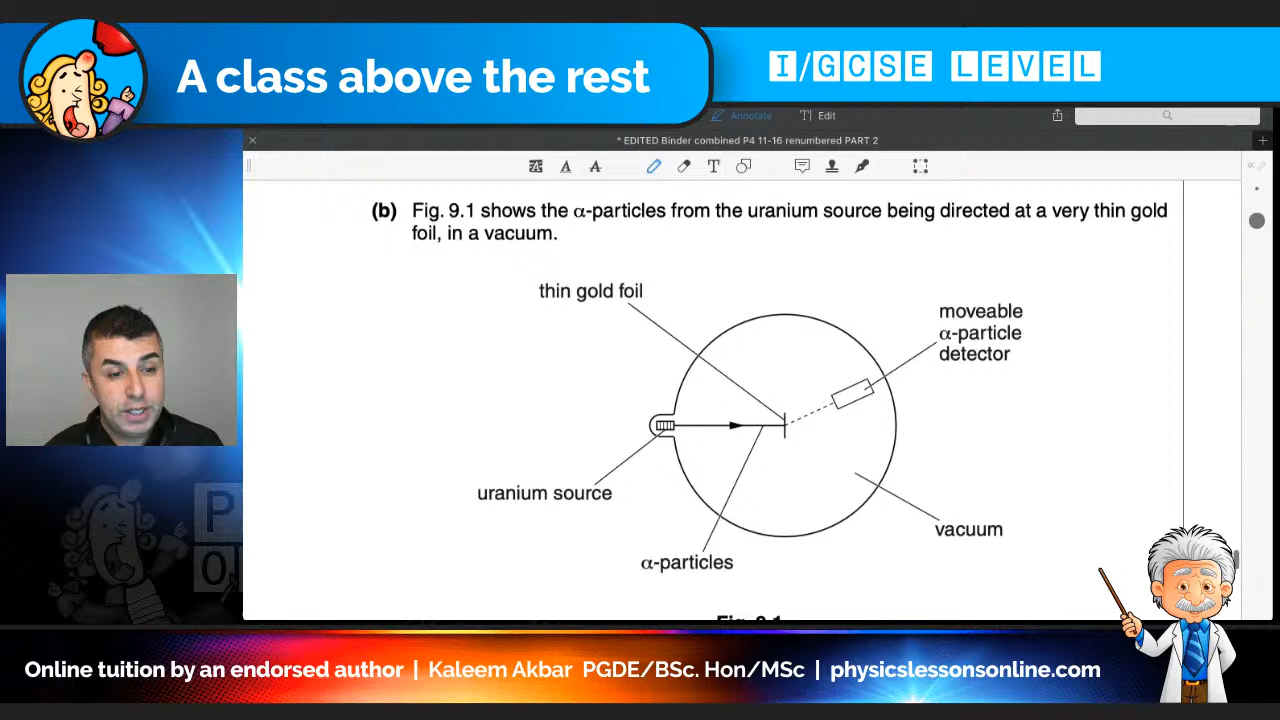 A class above the rest
I/GCSE LEVEL
Annotate
Edit
* EDITED Binder combined P4 11-16 renumbered PART 2
(b) Fig. 9.1 shows the α-particles from the uranium source being directed at a very thin gold
foil, in a vacuum.
thin gold foil
moveable
α-particle
detector
uranium source
vacuum
α-particles
Online tuition by an endorsed author | Kaleem Akbar PGDE/BSc. Hon/MSc | physicslessonsonline.com